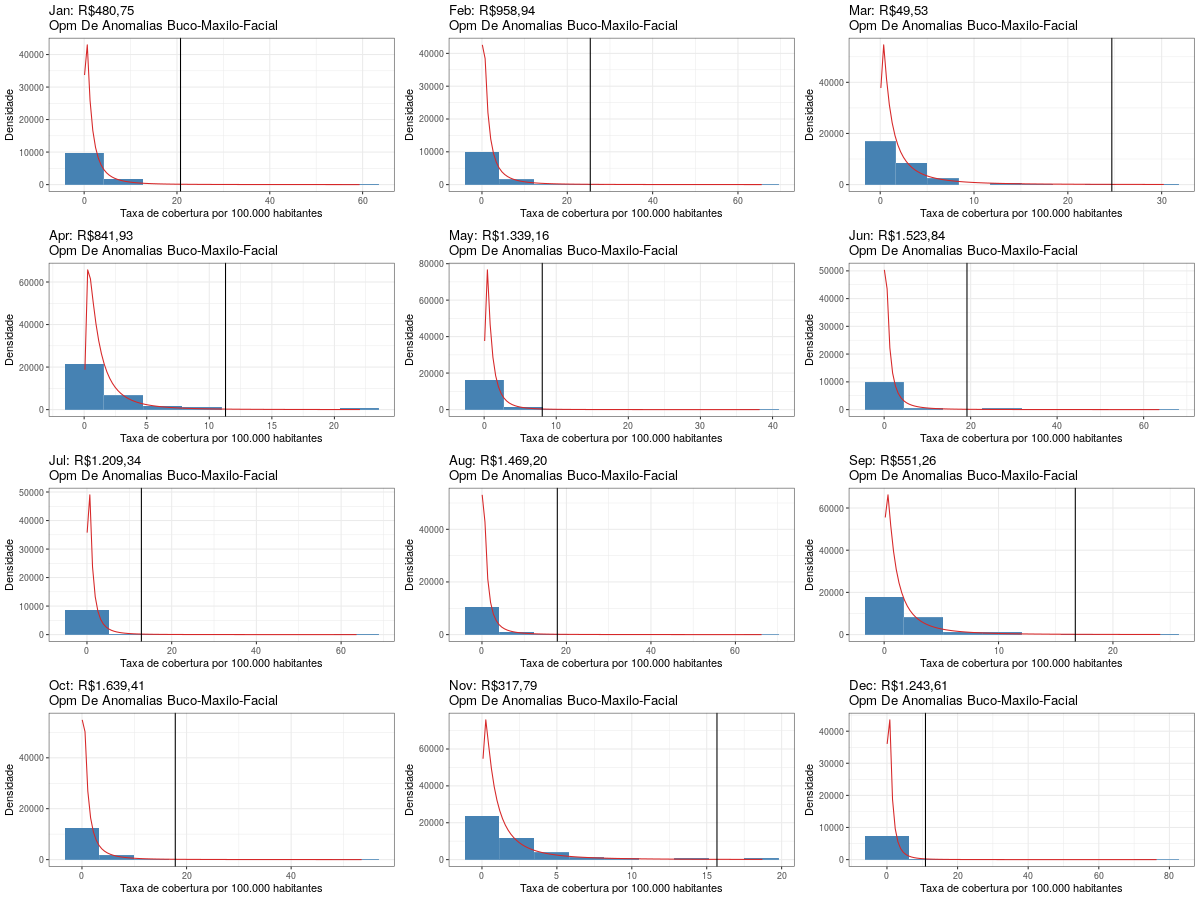 Jan: R$480,75
Opm De Anomalias Buco-Maxilo-Facial
Densidade
40000
30000
20000
10000
0
0 20 40 60
Taxa de cobertura por 100.000 habitantes
Feb: R$958,94
Opm De Anomalias Buco-Maxilo-Facial
Densidade
40000
30000
20000
10000
0
0 20 40 60
Taxa de cobertura por 100.000 habitantes
Mar: R$49,53
Opm De Anomalias Buco-Maxilo-Facial
Densidade
40000
20000
0
0 10 20 30
Taxa de cobertura por 100.000 habitantes
Apr: R$841,93
Opm De Anomalias Buco-Maxilo-Facial
Densidade
60000
40000
20000
0
0 5 10 15 20
Taxa de cobertura por 100.000 habitantes
May: R$1.339,16
Opm De Anomalias Buco-Maxilo-Facial
Densidade
80000
60000
40000
20000
0
0 10 20 30 40
Taxa de cobertura por 100.000 habitantes
Jun: R$1.523,84
Opm De Anomalias Buco-Maxilo-Facial
Densidade
50000
40000
30000
20000
10000
0
0 20 40 60
Taxa de cobertura por 100.000 habitantes
Jul: R$1.209,34
Opm De Anomalias Buco-Maxilo-Facial
Densidade
50000
40000
30000
20000
10000
0
0 20 40 60
Taxa de cobertura por 100.000 habitantes
Aug: R$1.469,20
Opm De Anomalias Buco-Maxilo-Facial
Densidade
40000
20000
0
0 20 40 60
Taxa de cobertura por 100.000 habitantes
Sep: R$551,26
Opm De Anomalias Buco-Maxilo-Facial
Densidade
60000
40000
20000
0
0 10 20
Taxa de cobertura por 100.000 habitantes
Oct: R$1.639,41
Opm De Anomalias Buco-Maxilo-Facial
Densidade
40000
20000
0
0 20 40
Taxa de cobertura por 100.000 habitantes
Nov: R$317,79
Opm De Anomalias Buco-Maxilo-Facial
Densidade
60000
40000
20000
0
0 5 10 15 20
Taxa de cobertura por 100.000 habitantes
Dec: R$1.243,61
Opm De Anomalias Buco-Maxilo-Facial
Densidade
40000
30000
20000
10000
0
0 20 40 60 80
Taxa de cobertura por 100.000 habitantes